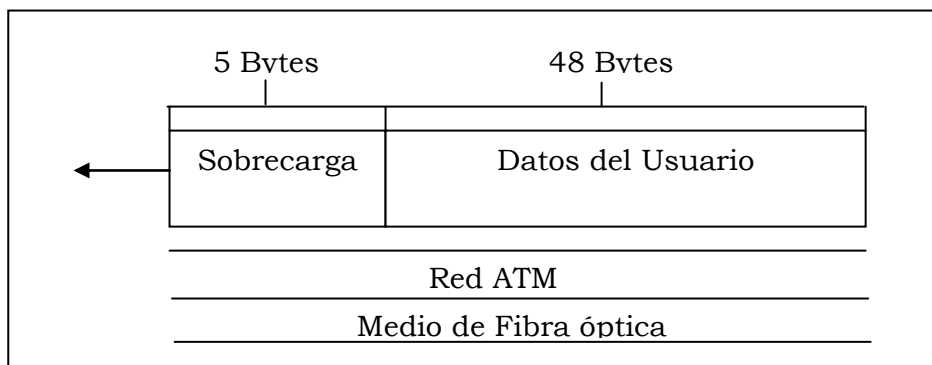 5 Bytes 48 Bytes
Sobrecarga Datos del Usuario
Red ATM
Medio de Fibra óptica